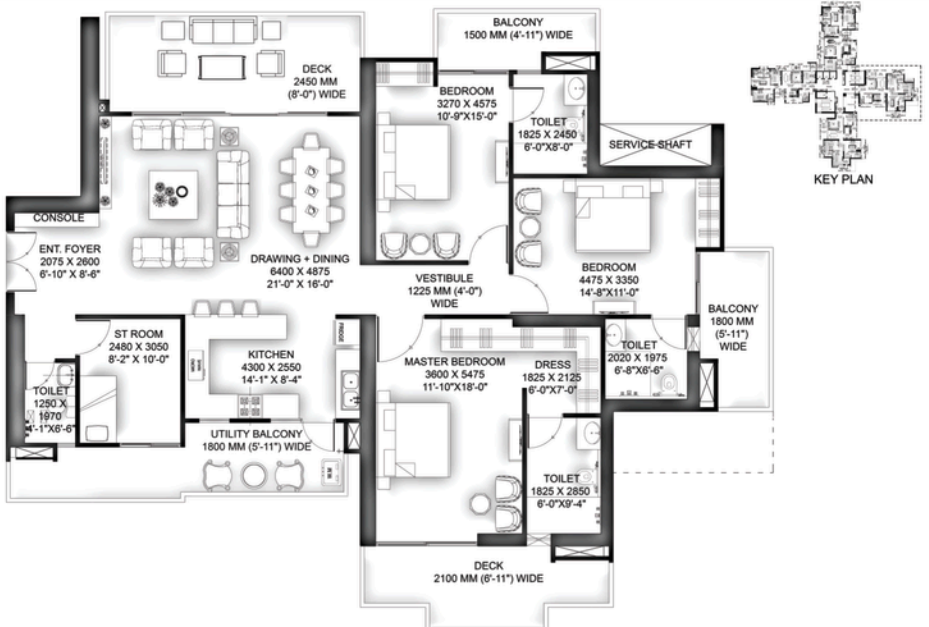 BALCONY
1500 MM (4'-11") WIDE
DECK
2450 MM
(8'-0") WIDE
BEDROOM
3270 X 4575
10'-9"X15'-0"
TOILET
1825 X 2450
6'-0"X8'-0"
SERVICE SHAFT
KEY PLAN
CONSOLE
ENT. FOYER
2075 X 2600
6'-10" X 8'-6"
DRAWING + DINING
6400 X 4875
21'-0" X 16'-0"
VESTIBULE
1225 MM (4'-0")
WIDE
BEDROOM
4475 X 3350
14'-8"X11'-0"
BALCONY
1800 MM
(5'-11")
WIDE
ST ROOM
2480 X 3050
8'-2" X 10'-0"
TOILET
1250 X
1970
4'-1"X6'-6"
KITCHEN
4300 X 2550
14'-1" X 8'-4"
FRIDGE
MASTER BEDROOM
3600 X 5475
11'-10"X18'-0"
DRESS
1825 X 2125
6'-0"X7'-0"
TOILET
2020 X 1975
6'-8"X6'-6"
UTILITY BALCONY
1800 MM (5'-11") WIDE
W.M
TOILET
1825 X 2850
6'-0"X9'-4"
DECK
2100 MM (6'-11") WIDE